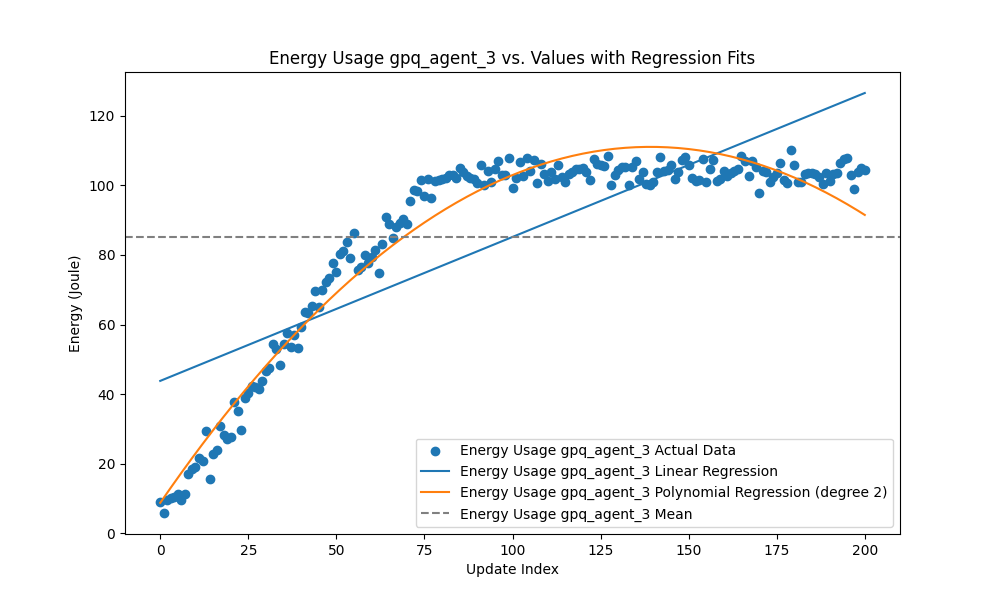 Energy Usage gpq_agent_3 vs. Values with Regression Fits
120
100
80
60
40
20
0
Energy (Joule)
Energy Usage gpq_agent_3 Actual Data
Energy Usage gpq_agent_3 Linear Regression
Energy Usage gpq_agent_3 Polynomial Regression (degree 2)
Energy Usage gpq_agent_3 Mean
0 25 50 75 100 125 150 175 200
Update Index